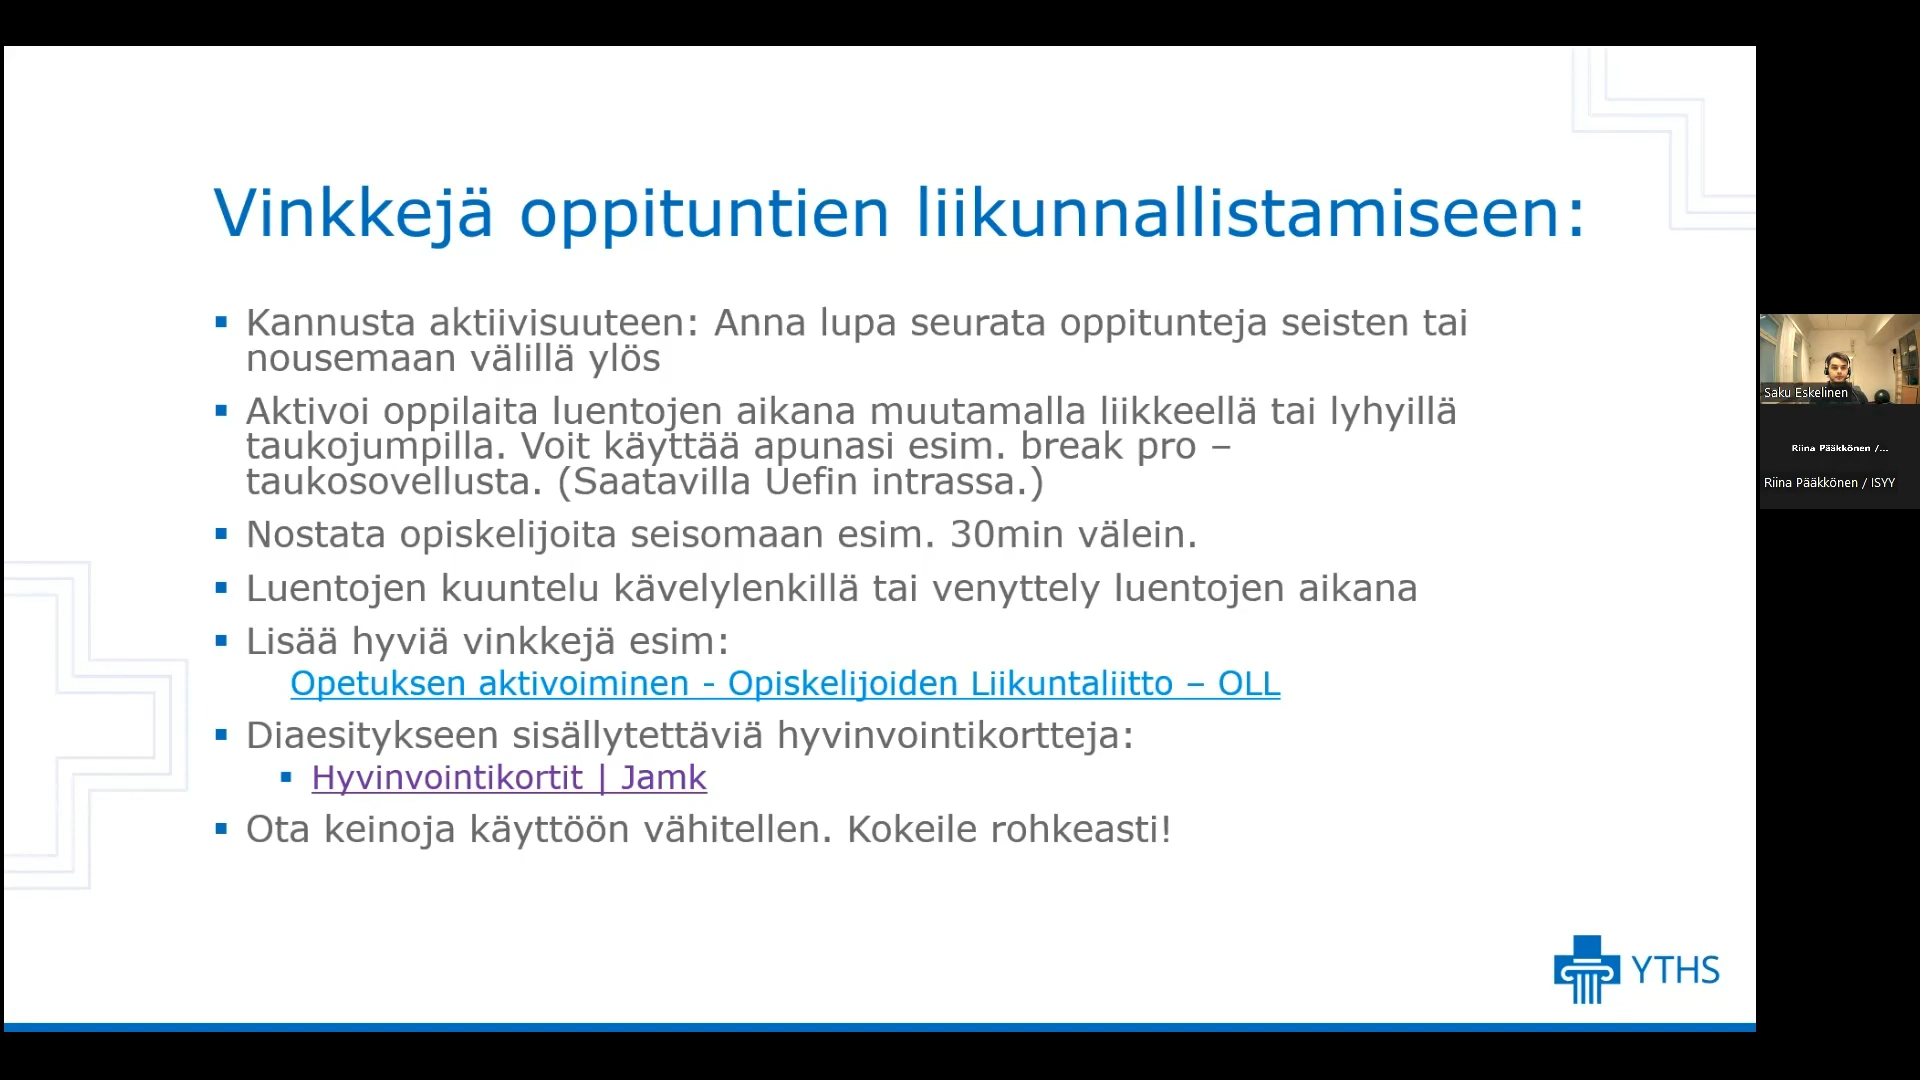 Vinkkejä oppituntien liikunnallistamiseen:
Kannusta aktiivisuuteen: Anna lupa seurata oppitunteja seisten tai
nousemaan välillä ylös
Aktivoi oppilaita luentojen aikana muutamalla liikkeellä tai lyhyillä
taukojumpilla. Voit käyttää apunasi esim. break pro –
taukosovellusta. (Saatavilla Uefin intrassa.)
Nostata opiskelijoita seisomaan esim. 30min välein.
Luentojen kuuntelu kävelylenkillä tai venyttely luentojen aikana
Lisää hyviä vinkkejä esim:
Opetuksen aktivoiminen - Opiskelijoiden Liikuntaliitto – OLL
Diaesitykseen sisällytettäviä hyvinvointikortteja:
Hyvinvointikortit | Jamk
Ota keinoja käyttöön vähitellen. Kokeile rohkeasti!
YTHS
Saku Eskelinen
Riina Pääkkönen /...
Riina Pääkkönen / ISYY